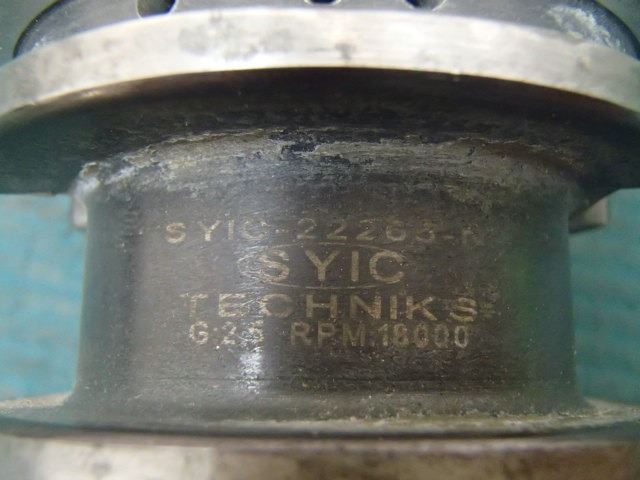 SYIC-22263-N
SYIC
TECHNIKS
G:2.5 RPM:18000